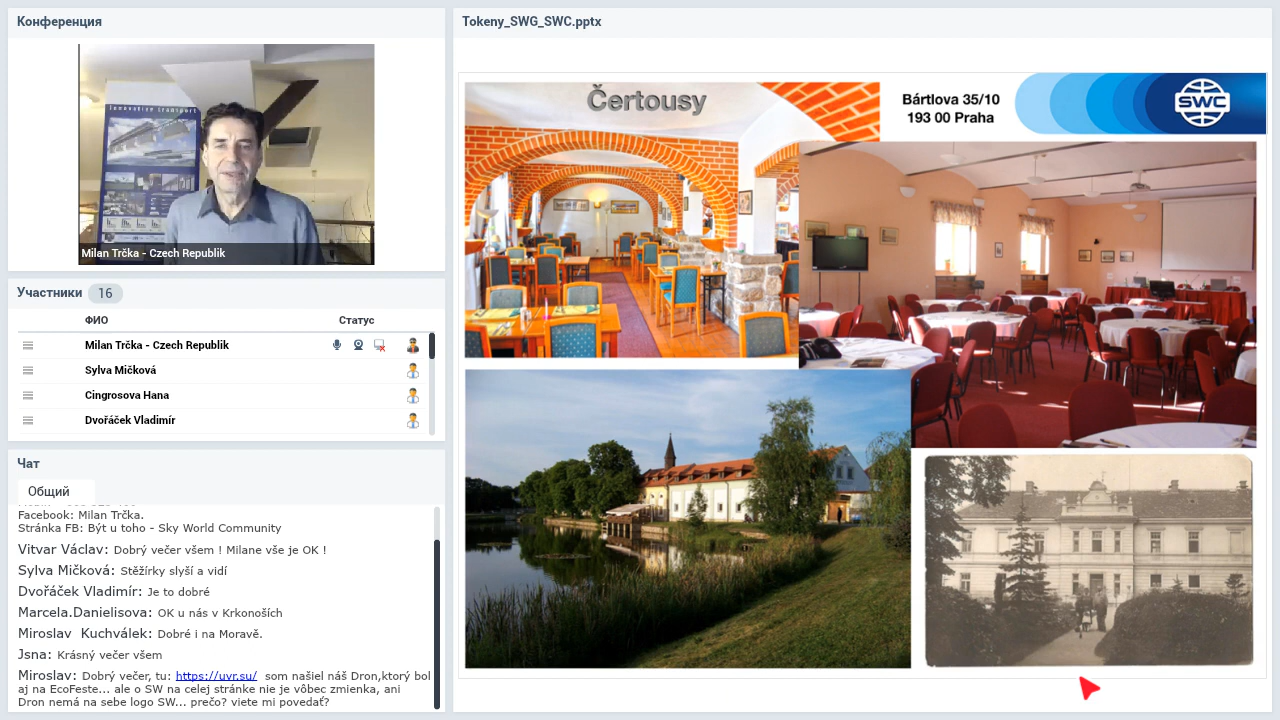 Конференция
Innovative transport
Milan Trčka - Czech Republik
Участники 16
ФИО Статус
Milan Trčka - Czech Republik
Sylva Mičková
Cingrosova Hana
Dvořáček Vladimír
Чат
Общий
Facebook: Milan Trčka.
Stránka FB: Být u toho - Sky World Community
Vitvar Václav: Dobrý večer všem ! Milane vše je OK !
Sylva Mičková: Stěžírky slyší a vidí
Dvořáček Vladimír: Je to dobré
Marcela.Danielisova: OK u nás v Krkonoších
Miroslav  Kuchválek: Dobré i na Moravě.
Jsna: Krásný večer všem
Miroslav: Dobrý večer, tu: https://uvr.su/  som našiel náš Dron,ktorý bol
aj na EcoFeste... ale o SW na celej stránke nie je vôbec zmienka, ani
Dron nemá na sebe logo SW... prečo? viete mi povedať?
Tokeny_SWG_SWC.pptx
Čertousy
Bártlova 35/10
193 00 Praha
SWC